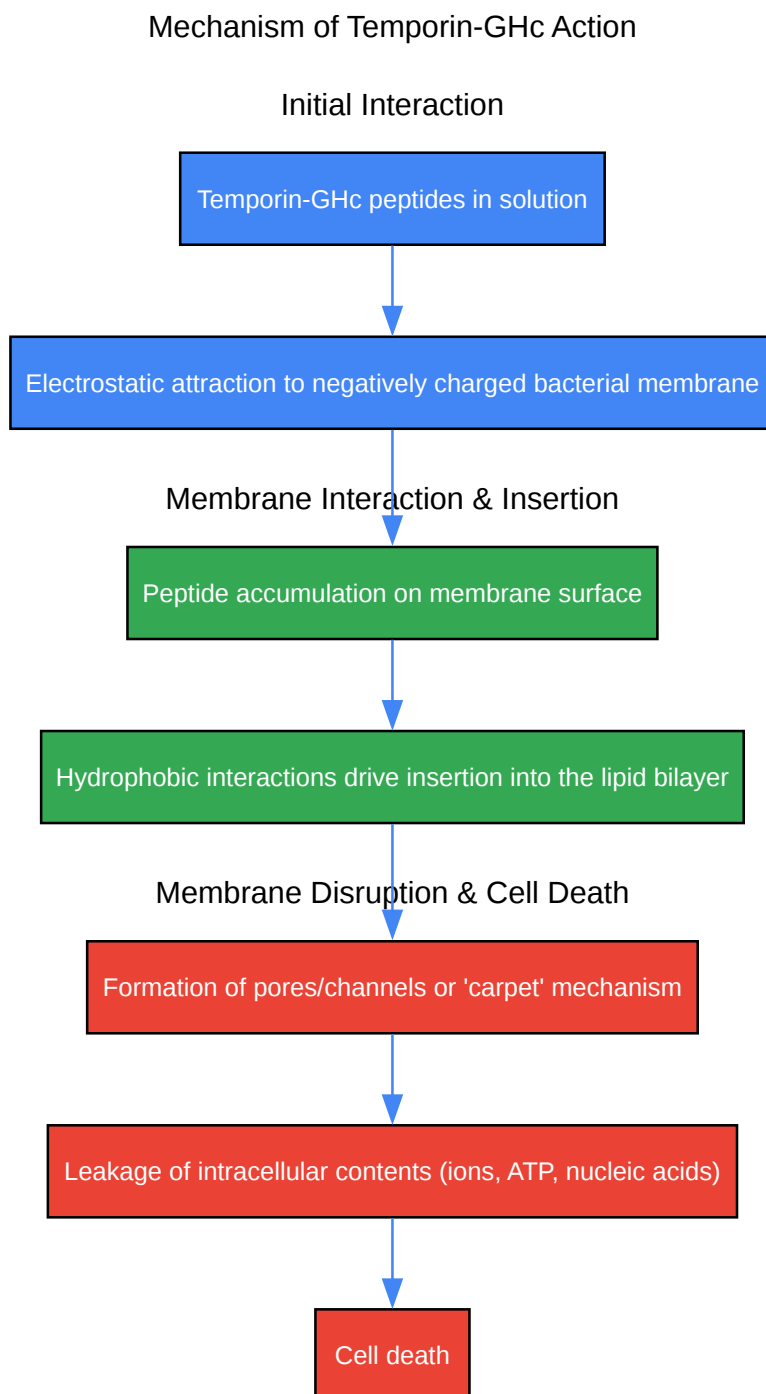 Mechanism of Temporin-GHc Action
Initial Interaction
Temporin-GHc peptides in solution
Electrostatic attraction to negatively charged bacterial membrane
Membrane Interaction & Insertion
Peptide accumulation on membrane surface
Hydrophobic interactions drive insertion into the lipid bilayer
Membrane Disruption & Cell Death
Formation of pores/channels or 'carpet' mechanism
Leakage of intracellular contents (ions, ATP, nucleic acids)
Cell death